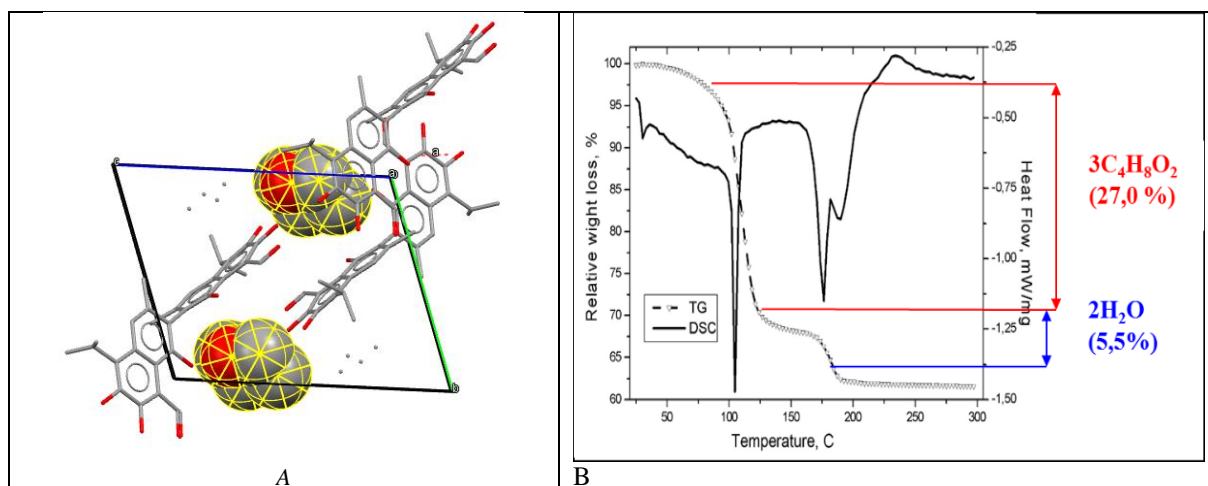 c
a
a
b
A
Relative wight loss, %
100
95
90
85
80
75
70
65
60
TG
DSC
50
100
150
200
250
300
Temperature, C
-0,25
-0,50
-0,75
-1,00
-1,25
-1,50
Heat Flow, mW/mg
3C₄H₈O₂
(27,0 %)
2H₂O
(5,5%)
B